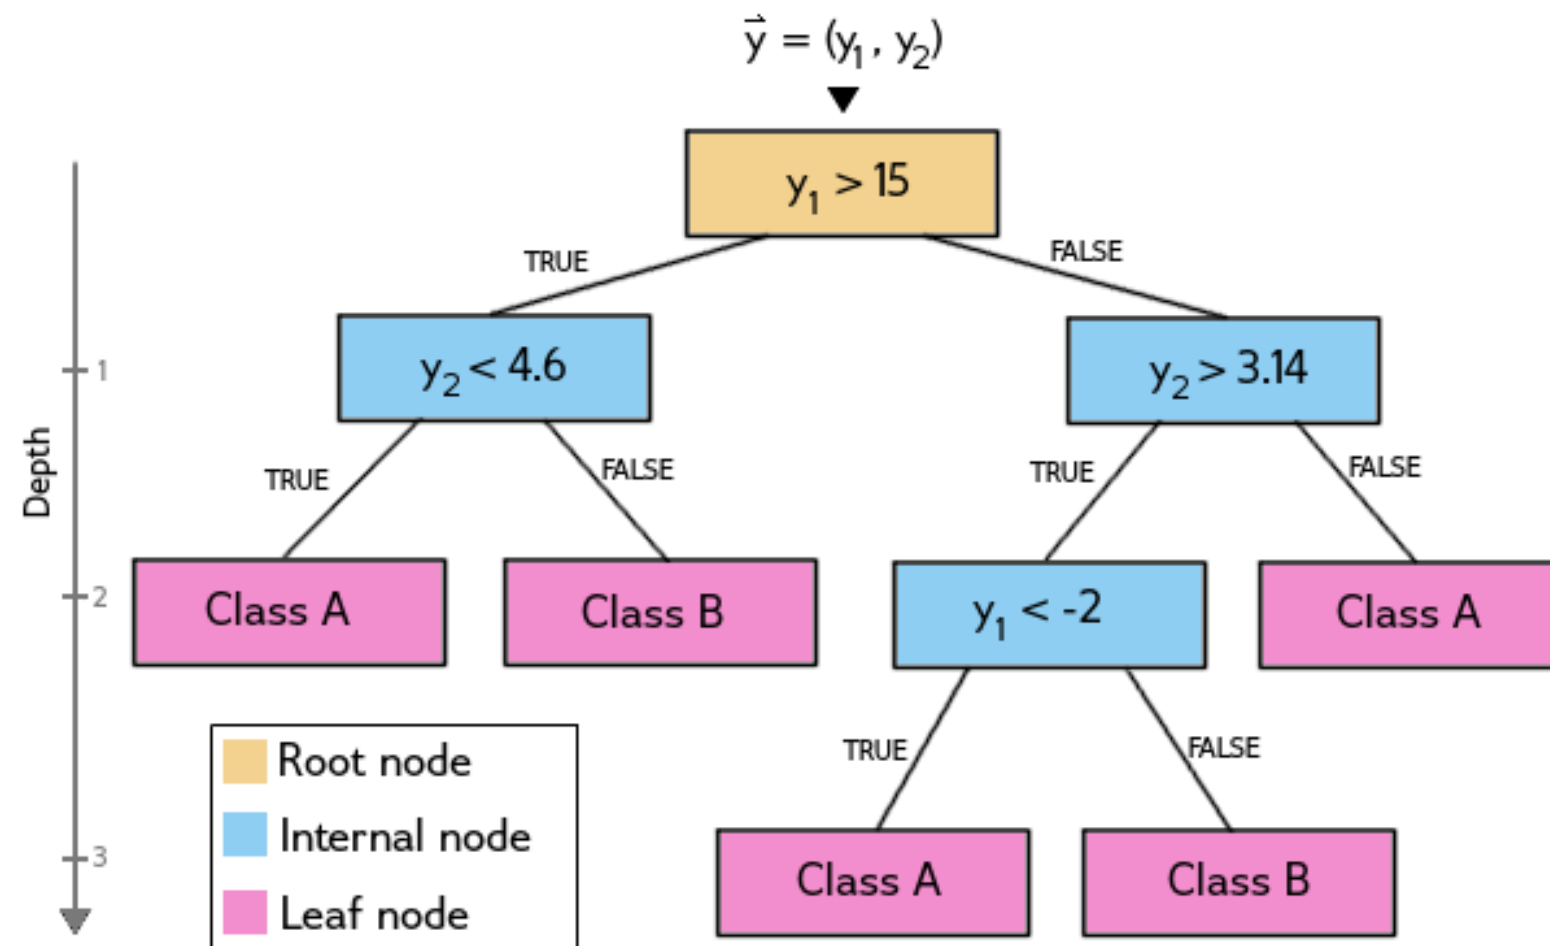 y⃗ = (y₁, y₂)
y₁ > 15
TRUE
FALSE
y₂ < 4.6
y₂ > 3.14
1
Depth
TRUE
FALSE
TRUE
FALSE
2
Class A
Class B
y₁ < -2
Class A
TRUE
FALSE
Root node
Internal node
3
Class A
Class B
Leaf node